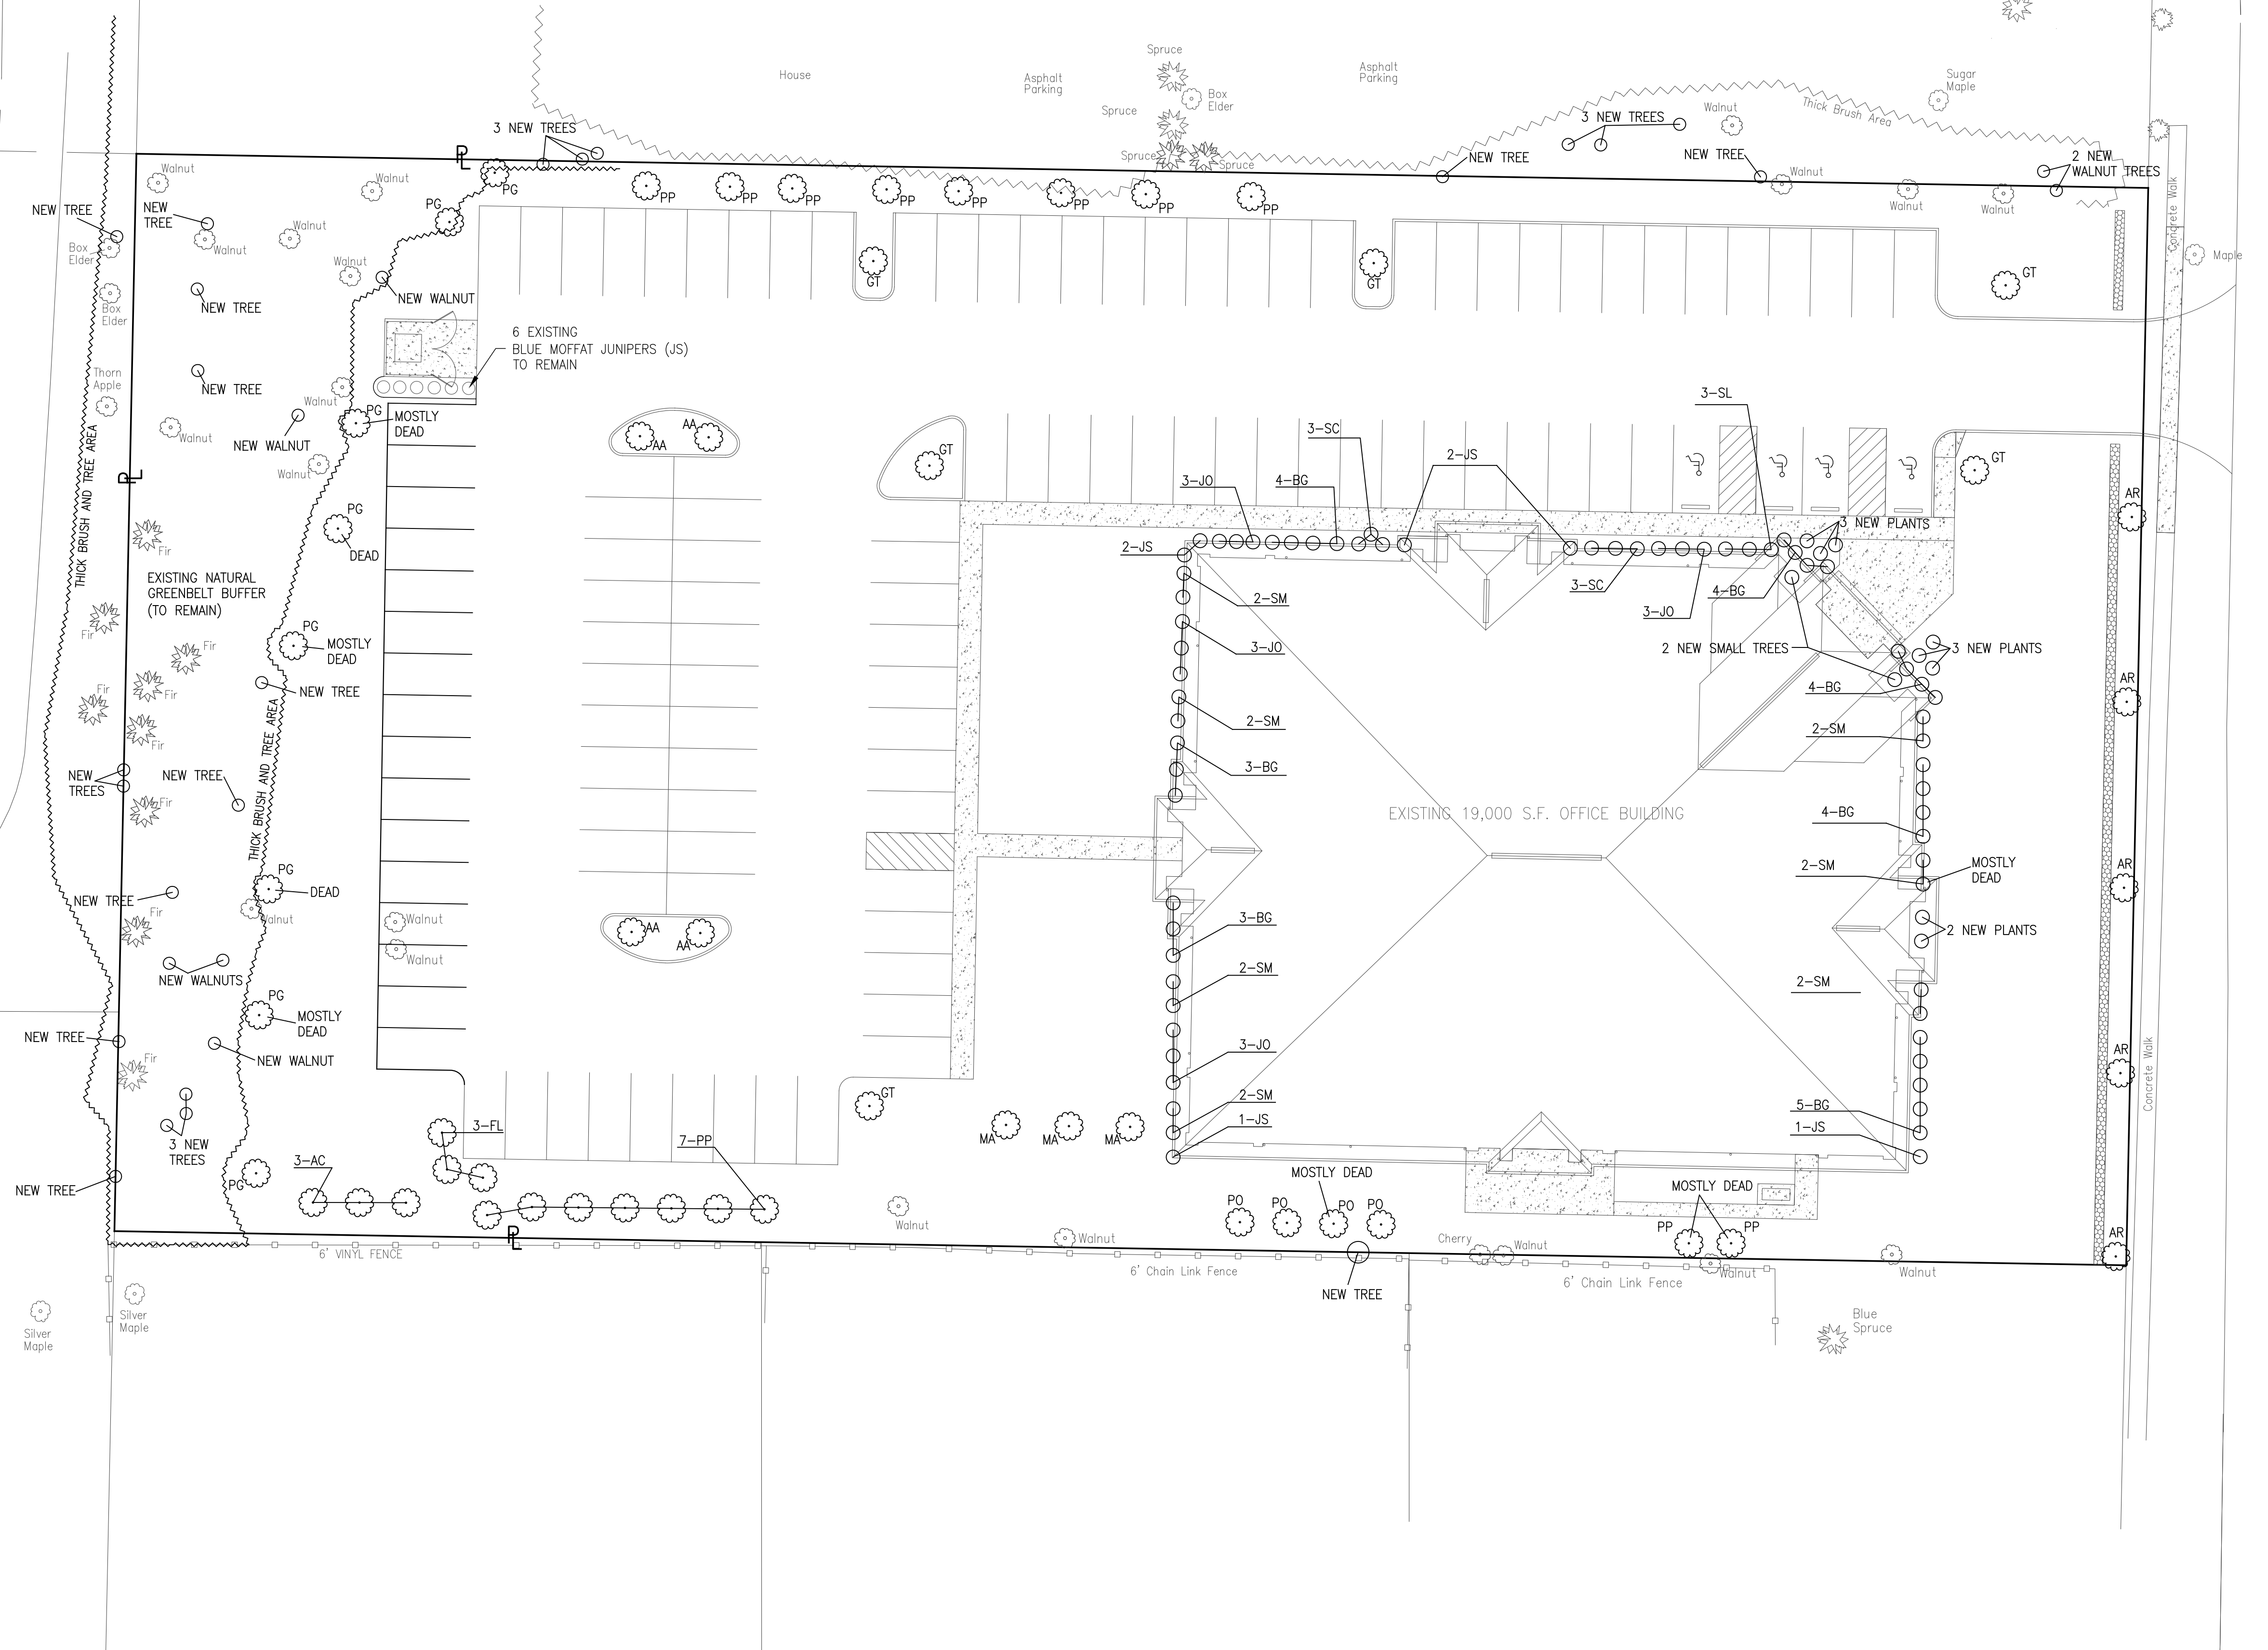 Spruce
House
Asphalt
Parking
Asphalt
Parking
Box
Elder
Spruce
Sugar
Maple
Walnut
Thick Brush Area
3 NEW TREES
3 NEW TREES
Spruce
Spruce
NEW TREE
NEW TREE
2 NEW
WALNUT TREES
PL
Walnut
Walnut
PG
PP
PP
PP
PP
PP
PP
PP
PP
Walnut
Walnut
Walnut
Concrete Walk
NEW TREE
NEW
TREE
PG
Walnut
Walnut
Box
Elder
Walnut
Maple
Box
Elder
NEW TREE
NEW WALNUT
GT
GT
GT
6 EXISTING
BLUE MOFFAT JUNIPERS (JS)
TO REMAIN
Thorn
Apple
NEW TREE
Walnut
PG
MOSTLY
DEAD
Walnut
NEW WALNUT
Walnut
AA
AA
GT
GT
3-SL
3-SC
2-JS
3-JO
4-BG
PL
THICK BRUSH AND TREE AREA
PG
DEAD
Fir
AR
3 NEW PLANTS
2-JS
EXISTING NATURAL
GREENBELT BUFFER
(TO REMAIN)
2-SM
3-SC
3-JO
4-BG
Fir
PG
MOSTLY
DEAD
Fir
3-JO
2 NEW SMALL TREES
3 NEW PLANTS
Fir
Fir
NEW TREE
AR
4-BG
2-SM
2-SM
Fir
THICK BRUSH AND TREE AREA
NEW
TREES
NEW TREE
3-BG
Fir
EXISTING 19,000 S.F. OFFICE BUILDING
4-BG
PG
DEAD
2-SM
MOSTLY
DEAD
AR
NEW TREE
Fir
Walnut
Walnut
AA
AA
3-BG
2 NEW PLANTS
Walnut
NEW WALNUTS
2-SM
2-SM
PG
MOSTLY
DEAD
NEW TREE
Fir
NEW WALNUT
3-JO
AR
Concrete Walk
GT
2-SM
5-BG
3 NEW
TREES
3-FL
7-PP
MA
MA
MA
1-JS
1-JS
3-AC
NEW TREE
PG
MOSTLY DEAD
MOSTLY DEAD
PO
PO
PO
PO
PP
PP
AR
Walnut
PL
Walnut
Cherry
Walnut
6' VINYL FENCE
6' Chain Link Fence
6' Chain Link Fence
Walnut
Walnut
NEW TREE
Silver
Maple
Silver
Maple
Blue
Spruce